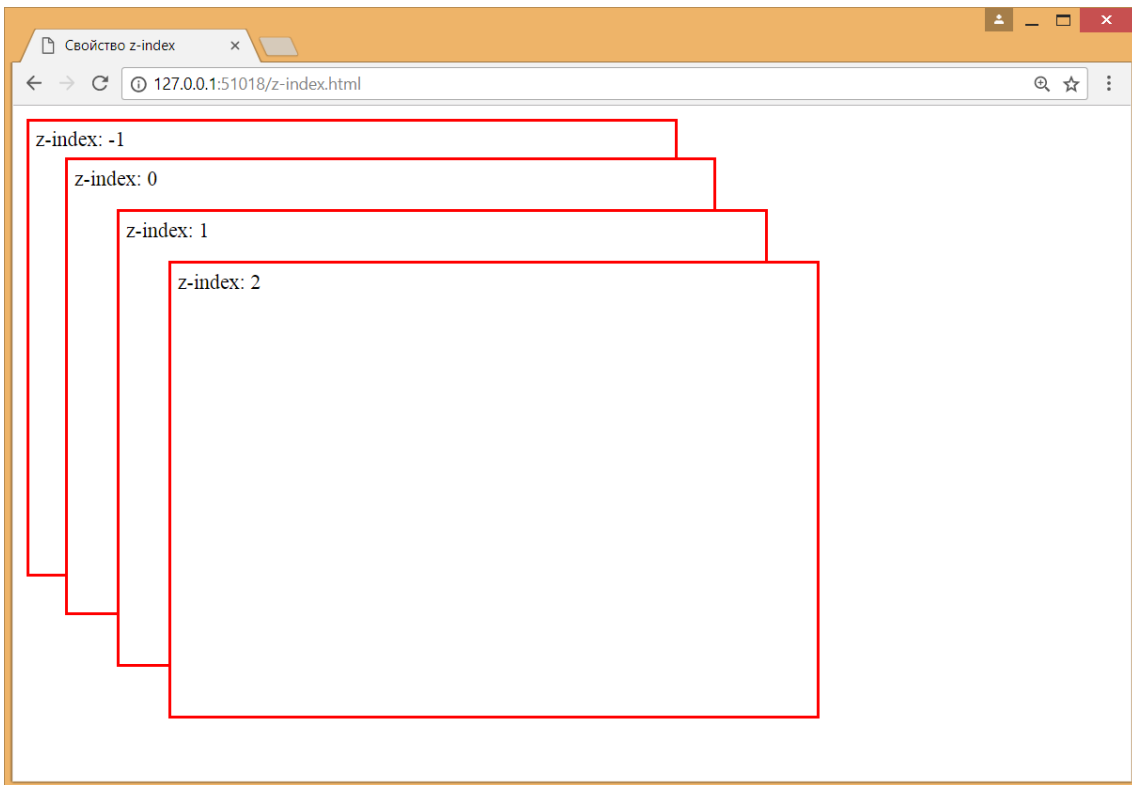 Свойство z-index
127.0.0.1:51018/z-index.html
z-index: -1
z-index: 0
z-index: 1
z-index: 2